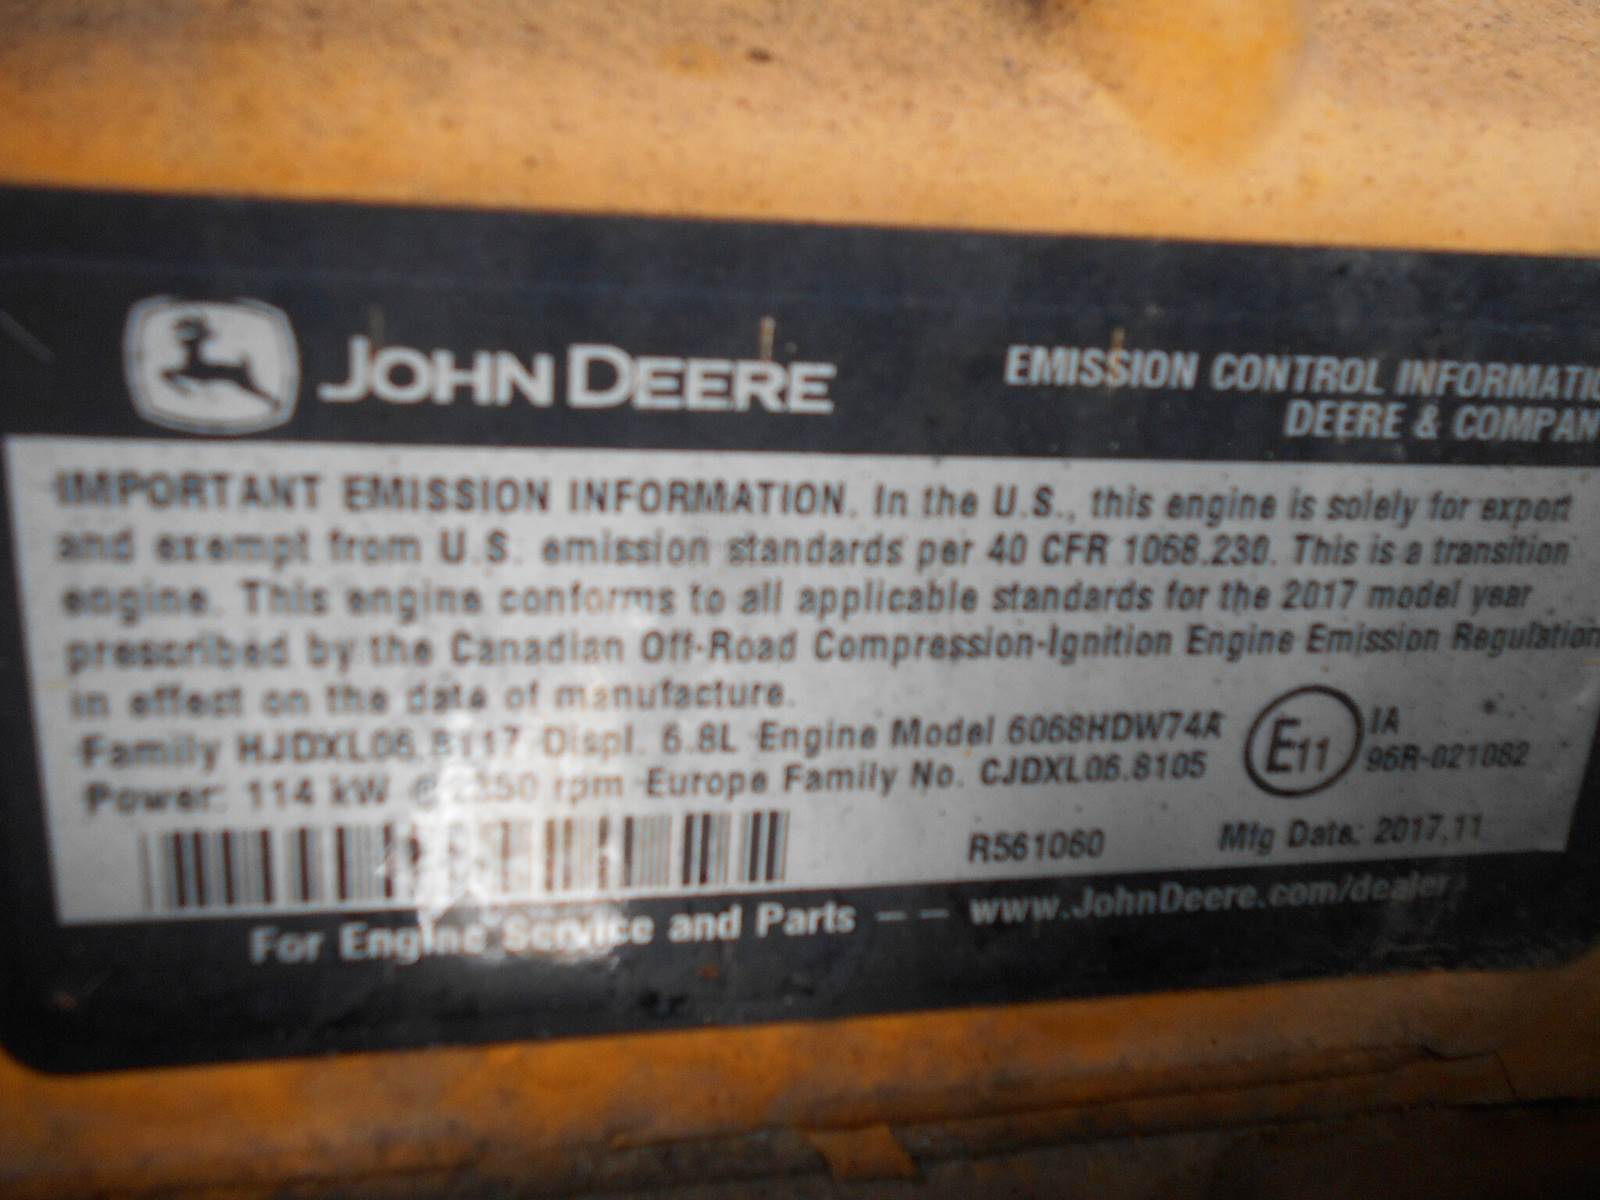 JOHN DEERE
EMISSION CONTROL INFORMATIO
DEERE & COMPAN
IMPORTANT EMISSION INFORMATION. In the U.S., this engine is solely for export
and exempt from U.S. emission standards per 40 CFR 1068.230. This is a transition
engine. This engine conforms to all applicable standards for the 2017 model year
prescribed by the Canadian Off-Road Compression-Ignition Engine Emission Regulation
in effect on the date of manufacture.
Family HJDXL06.8117 Displ. 6.8L Engine Model 6068HDW74A
Power: 114 kW @ rpm Europe Family No. CJDXL06.8105
E11 IA
96R-021082
R561060 Mfg Date: 2017.11
For Engine Service and Parts -- www.JohnDeere.com/dealer